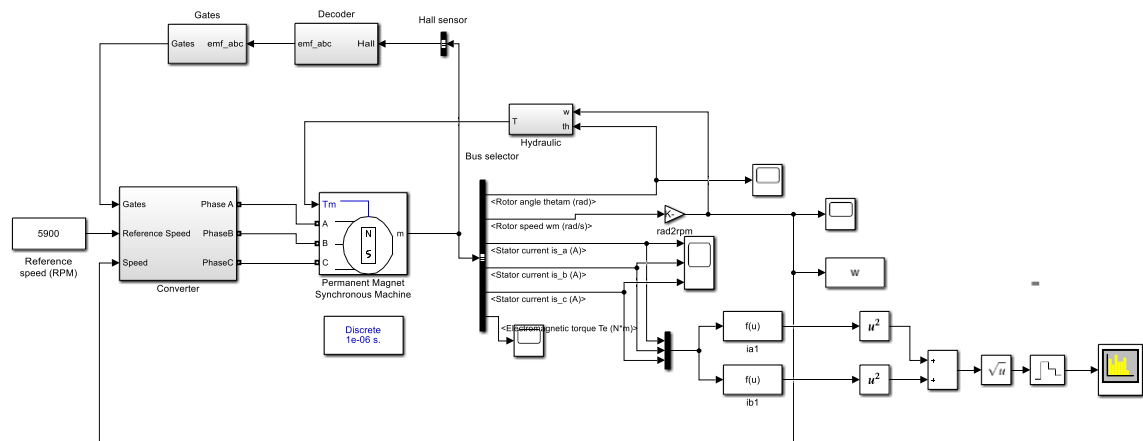 Gates
Decoder
Hall sensor
Gates
emf_abc
emf_abc
Hall
T
w
th
Hydraulic
Bus selector
Gates
Reference Speed
Speed
Phase A
PhaseB
PhaseC
Converter
5900
Reference
speed (RPM)
Tm
A
B
C
m
N
S
Permanent Magnet
Synchronous Machine
Discrete
1e-06 s.
<Rotor angle thetam (rad)>
<Rotor speed wm (rad/s)>
<Stator current is_a (A)>
<Stator current is_b (A)>
<Stator current is_c (A)>
<Electromagnetic torque Te (N*m)>
K-
rad2rpm
w
f(u)
ia1
f(u)
ib1
u²
u²
+
+
√u